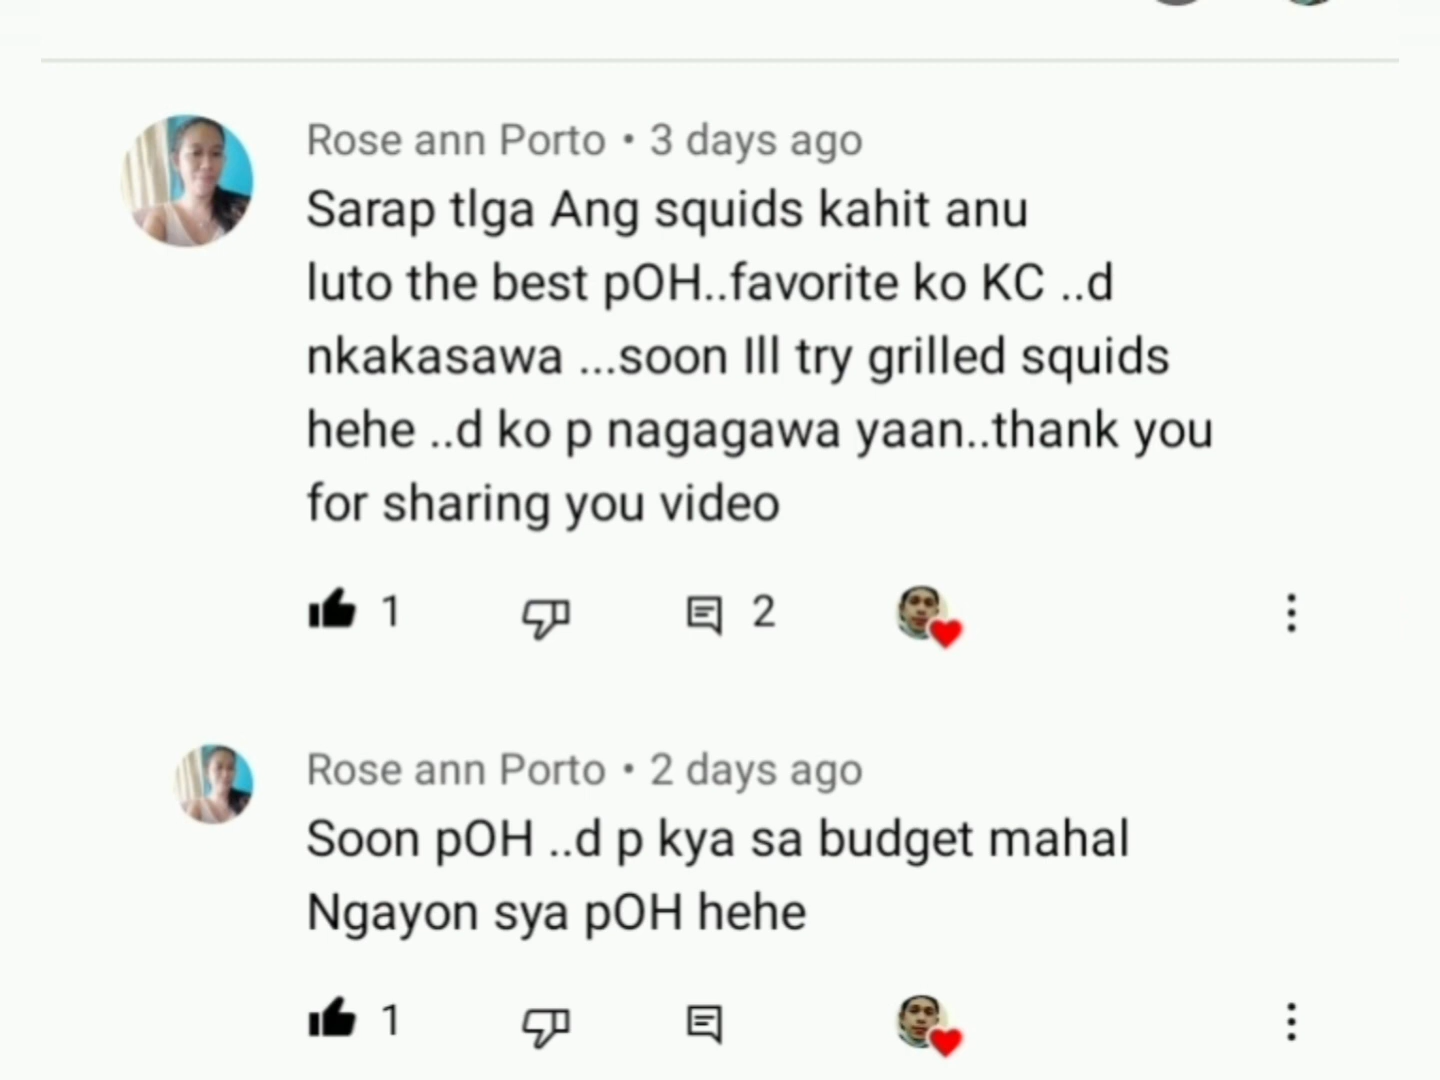 Rose ann Porto • 3 days ago
Sarap tlga Ang squids kahit anu
luto the best pOH..favorite ko KC ..d
nkakasawa ...soon Ill try grilled squids
hehe ..d ko p nagagawa yaan..thank you
for sharing you video
1 2
Rose ann Porto • 2 days ago
Soon pOH ..d p kya sa budget mahal
Ngayon sya pOH hehe
1